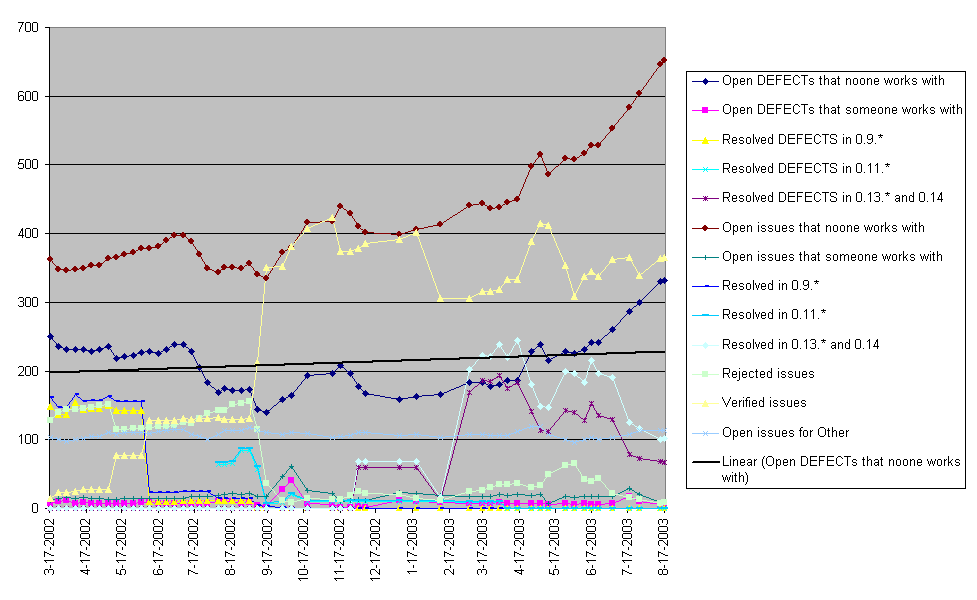 700
600
500
400
300
200
100
0
3-17-2002
4-17-2002
5-17-2002
6-17-2002
7-17-2002
8-17-2002
9-17-2002
10-17-2002
11-17-2002
12-17-2002
1-17-2003
2-17-2003
3-17-2003
4-17-2003
5-17-2003
6-17-2003
7-17-2003
8-17-2003
Open DEFECTs that noone works with
Open DEFECTs that someone works with
Resolved DEFECTS in 0.9.*
Resolved DEFECTS in 0.11.*
Resolved DEFECTS in 0.13.* and 0.14
Open issues that noone works with
Open issues that someone works with
Resolved in 0.9.*
Resolved in 0.11.*
Resolved in 0.13.* and 0.14
Rejected issues
Verified issues
Open issues for Other
Linear (Open DEFECTs that noone works
with)